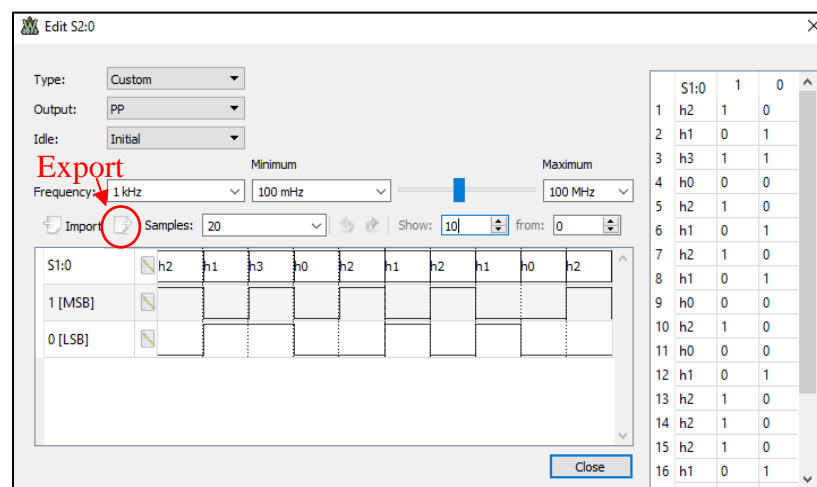 Edit S2:0
Type: Custom
Output: PP
Idle: Initial
Export
Minimum Maximum
Frequency: 1 kHz 100 mHz 100 MHz
Import Samples: 20 Show: 10 from: 0
S1:0 h2 h1 h3 h0 h2 h1 h2 h1 h0 h2
1 [MSB]
0 [LSB]
Close
S1:0 1 0
1 h2 1 0
2 h1 0 1
3 h3 1 1
4 h0 0 0
5 h2 1 0
6 h1 0 1
7 h2 1 0
8 h1 0 1
9 h0 0 0
10 h2 1 0
11 h0 0 0
12 h1 0 1
13 h2 1 0
14 h2 1 0
15 h2 1 0
16 h1 0 1